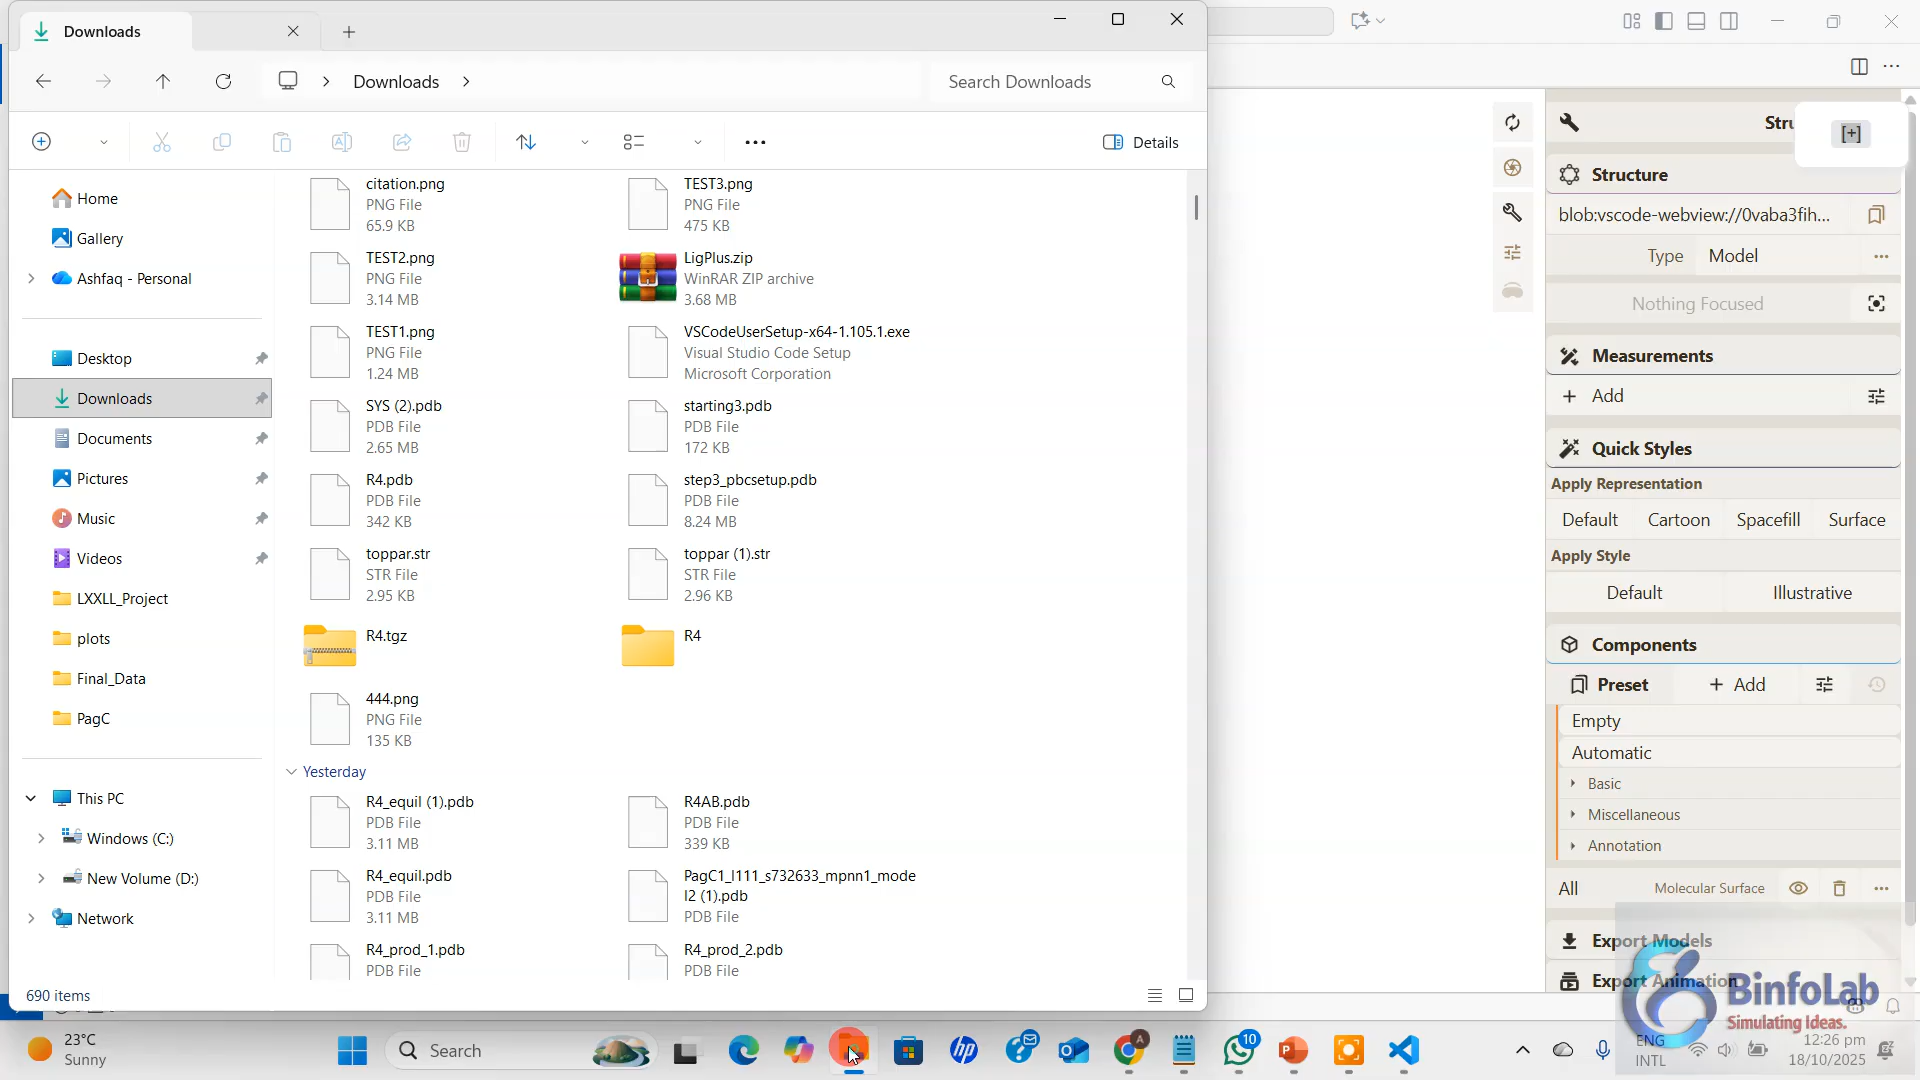 Downloads
Downloads
Search Downloads
Details
Home
Gallery
Ashfaq - Personal
Desktop
Downloads
Documents
Pictures
Music
Videos
LXXLL_Project
plots
Final_Data
PagC
This PC
Windows (C:)
New Volume (D:)
Network
citation.png
PNG File
65.9 KB
TEST3.png
PNG File
475 KB
TEST2.png
PNG File
3.14 MB
LigPlus.zip
WinRAR ZIP archive
3.68 MB
TEST1.png
PNG File
1.24 MB
VSCodeUserSetup-x64-1.105.1.exe
Visual Studio Code Setup
Microsoft Corporation
SYS (2).pdb
PDB File
2.65 MB
starting3.pdb
PDB File
172 KB
R4.pdb
PDB File
342 KB
step3_pbcsetup.pdb
PDB File
8.24 MB
toppar.str
STR File
2.95 KB
toppar (1).str
STR File
2.96 KB
R4.tgz
R4
444.png
PNG File
135 KB
Yesterday
R4_equil (1).pdb
PDB File
3.11 MB
R4AB.pdb
PDB File
339 KB
R4_equil.pdb
PDB File
3.11 MB
PagC1_l111_s732633_mpnn1_mode
l2 (1).pdb
PDB File
R4_prod_1.pdb
PDB File
R4_prod_2.pdb
PDB File
690 items
Stru
[+]
Structure
blob:vscode-webview://0vaba3fih...
Type Model
Nothing Focused
Measurements
Add
Quick Styles
Apply Representation
Default Cartoon Spacefill Surface
Apply Style
Default Illustrative
Components
Preset + Add
Empty
Automatic
Basic
Miscellaneous
Annotation
All Molecular Surface
Export Models
Export Animation
BinfoLab
Simulating Ideas.
23°C
Sunny
Search
10
ENG
INTL
12:26 pm
18/10/2025